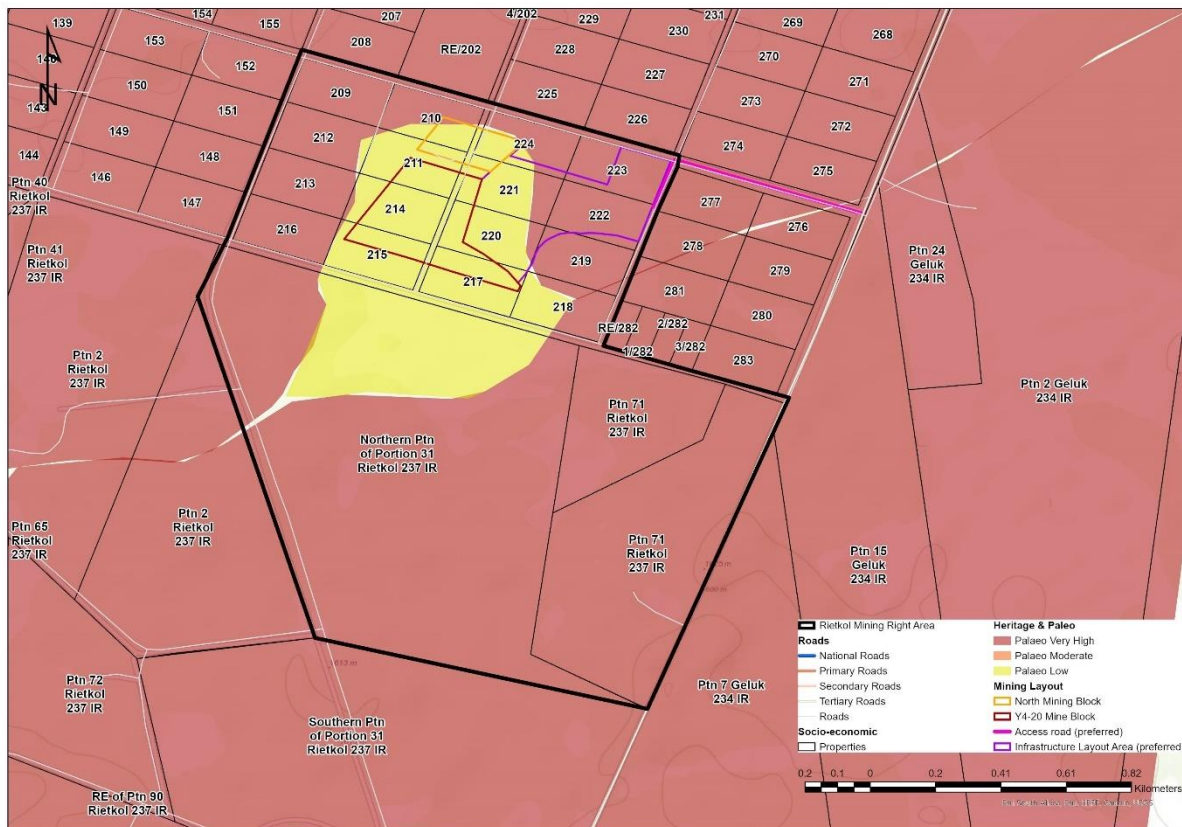 139
154
155
207
4/202
229
231
269
268
153
208
RE/202
228
230
270
140
152
227
271
150
209
225
273
143
151
210
226
272
149
212
224
274
144
148
211
223
275
Ptn 40
Rietkol
237 IR
146
213
221
277
147
214
222
276
216
220
278
Ptn 41
Rietkol
237 IR
215
219
279
Ptn 24
Geluk
234 IR
217
281
218
280
RE/282
2/282
1/282
3/282
283
Ptn 2
Rietkol
237 IR
Ptn 2 Geluk
234 IR
Ptn 71
Rietkol
237 IR
Northern Ptn
of Portion 31
Rietkol 237 IR
Ptn 65
Rietkol
237 IR
Ptn 2
Rietkol
237 IR
Ptn 71
Rietkol
237 IR
Ptn 15
Geluk
234 IR
Ptn 72
Rietkol
237 IR
Ptn 7 Geluk
234 IR
Southern Ptn
of Portion 31
Rietkol 237 IR
RE of Ptn 90
Rietkol 237 IR
N
Rietkol Mining Right Area
Roads
National Roads
Primary Roads
Secondary Roads
Tertiary Roads
Roads
Socio-economic
Properties
Heritage & Paleo
Palaeo Very High
Palaeo Moderate
Palaeo Low
Mining Layout
North Mining Block
Y4-20 Mine Block
Access road (preferred)
Infrastructure Layout Area (preferred)
0.2 0.1 0 0.2 0.41 0.61 0.82
Kilometers